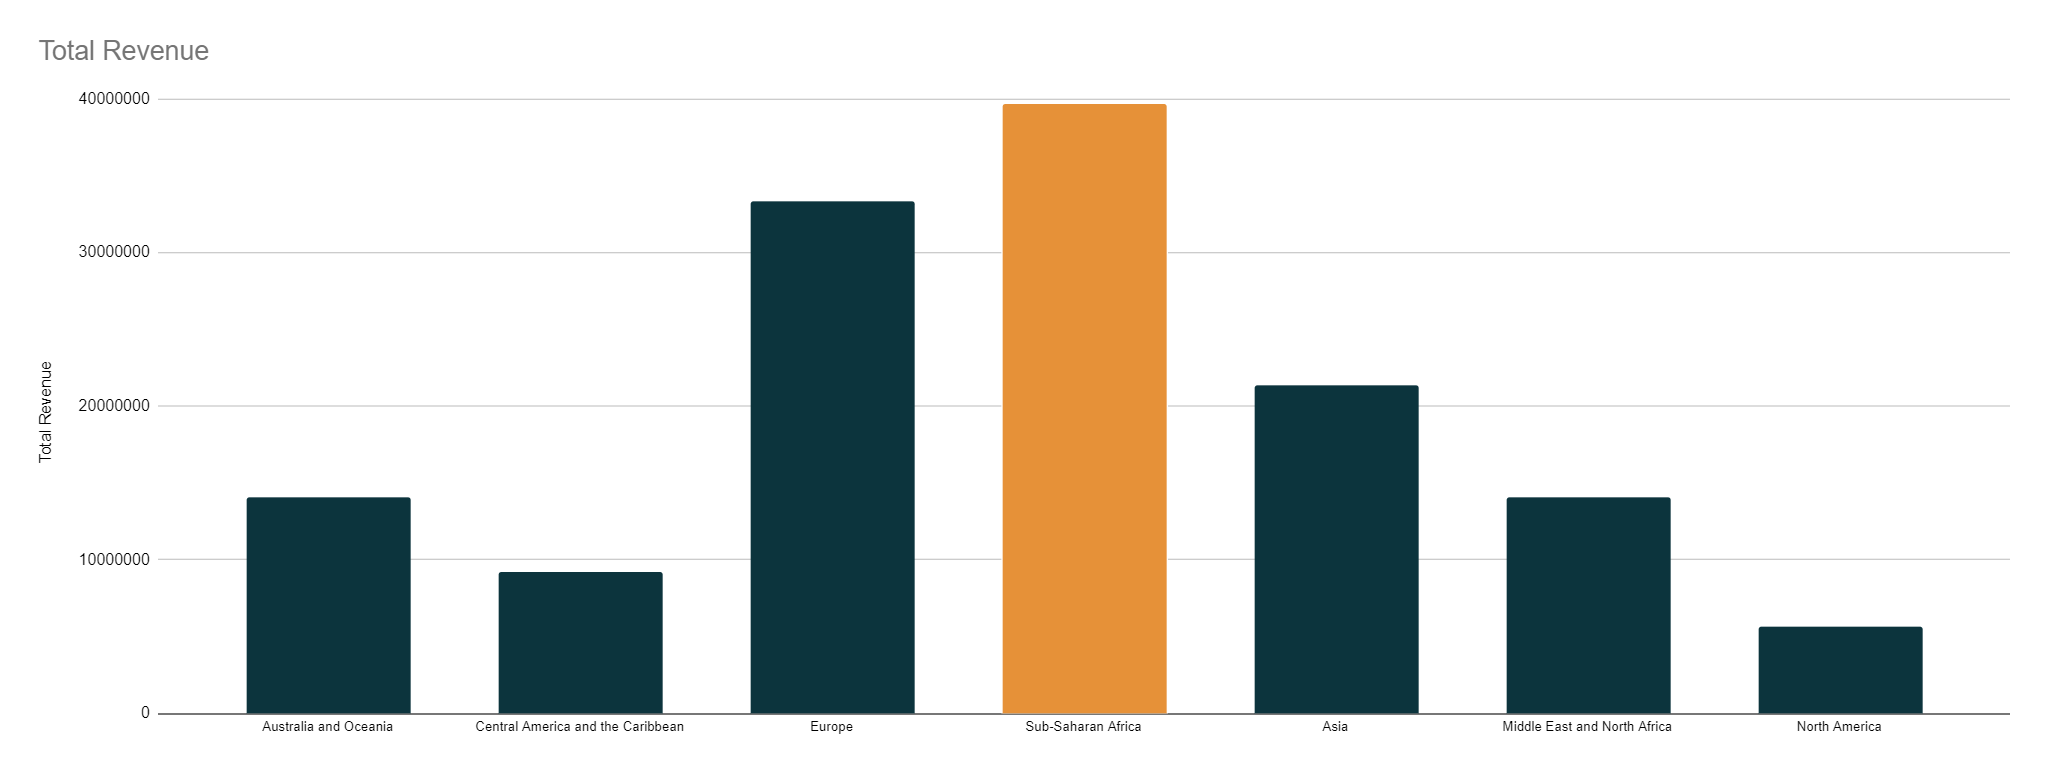 Total Revenue
40000000
30000000
20000000
10000000
0
Total Revenue
Australia and Oceania
Central America and the Caribbean
Europe
Sub-Saharan Africa
Asia
Middle East and North Africa
North America